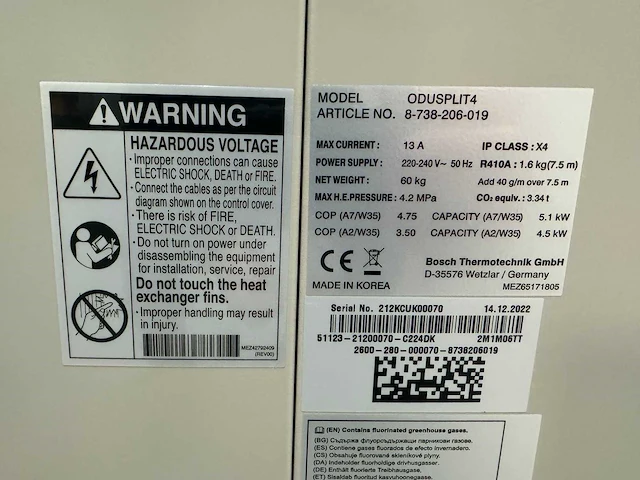 WARNING
HAZARDOUS VOLTAGE
· Improper connections can cause
ELECTRIC SHOCK, DEATH or FIRE.
· Connect the cables as per the circuit
diagram shown on the control cover.
· There is risk of FIRE,
ELECTRIC SHOCK or DEATH.
· Do not turn on power under
disassembling the equipment
for installation, service, repair
Do not touch the heat
exchanger fins.
· Improper handling may result
in injury.
MEZ42792409
(REV00)
MODEL ODUSPLIT4
ARTICLE NO. 8-738-206-019
MAX CURRENT : 13 A IP CLASS : X4
POWER SUPPLY : 220-240 V~ 50 Hz R410A : 1.6 kg(7.5 m)
NET WEIGHT : 60 kg Add 40 g/m over 7.5 m
MAX H.E.PRESSURE : 4.2 MPa CO₂ equiv. : 3.34 t
COP (A7/W35) 4.75 CAPACITY (A7/W35) 5.1 kW
COP (A2/W35) 3.50 CAPACITY (A2/W35) 4.5 kW
CE
Bosch Thermotechnik GmbH
D-35576 Wetzlar / Germany
MADE IN KOREA MEZ65171805
Serial No. 212KCUK00070 14.12.2022
51123-21200070-C224DK 2M1M06TT
2600-280-000070-8738206019
(EN) Contains fluorinated greenhouse gases.
(BG) Съдържа флуорсъдържащи парникови газове.
(ES) Contiene gases fluorados de efecto invernadero.
(CS) Obsahuje fluorované skleníkové plyny.
(DA) Indeholder fluorholdige drivhusgasser.
(DE) Enthält fluorierte Treibhausgase.
(ET) Sisaldab fluoritud kasvuhoonegaase.